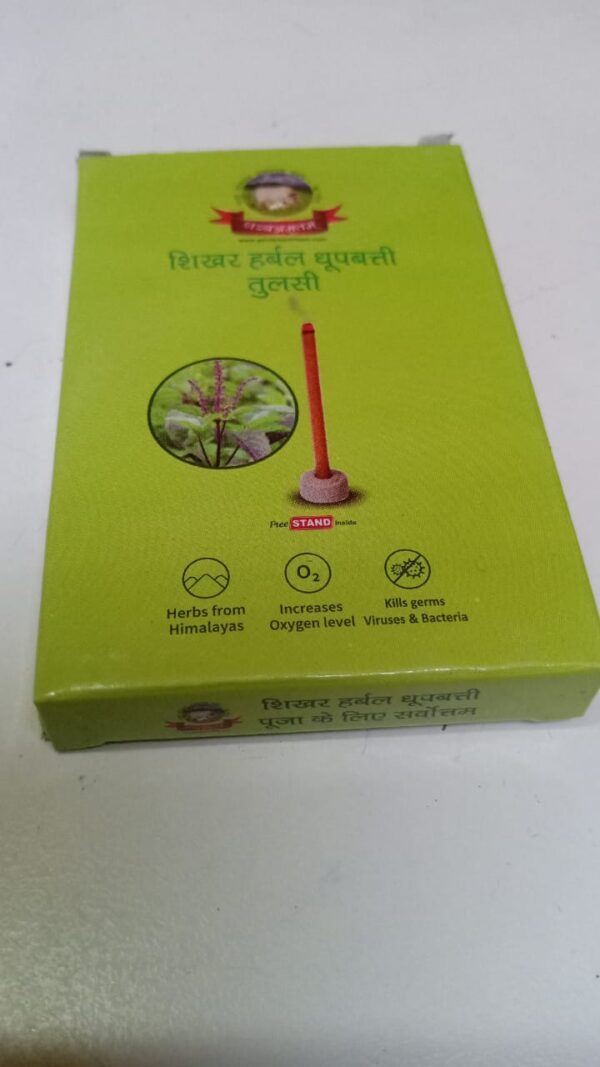 शिखर हर्बल धूपबत्ती
तुलसी
Free STAND inside
O₂
Herbs from
Himalayas
Increases
Oxygen level
Kills germs
Viruses & Bacteria
शिखर हर्बल धूपबत्ती
पूजा के लिए सर्वोत्तम